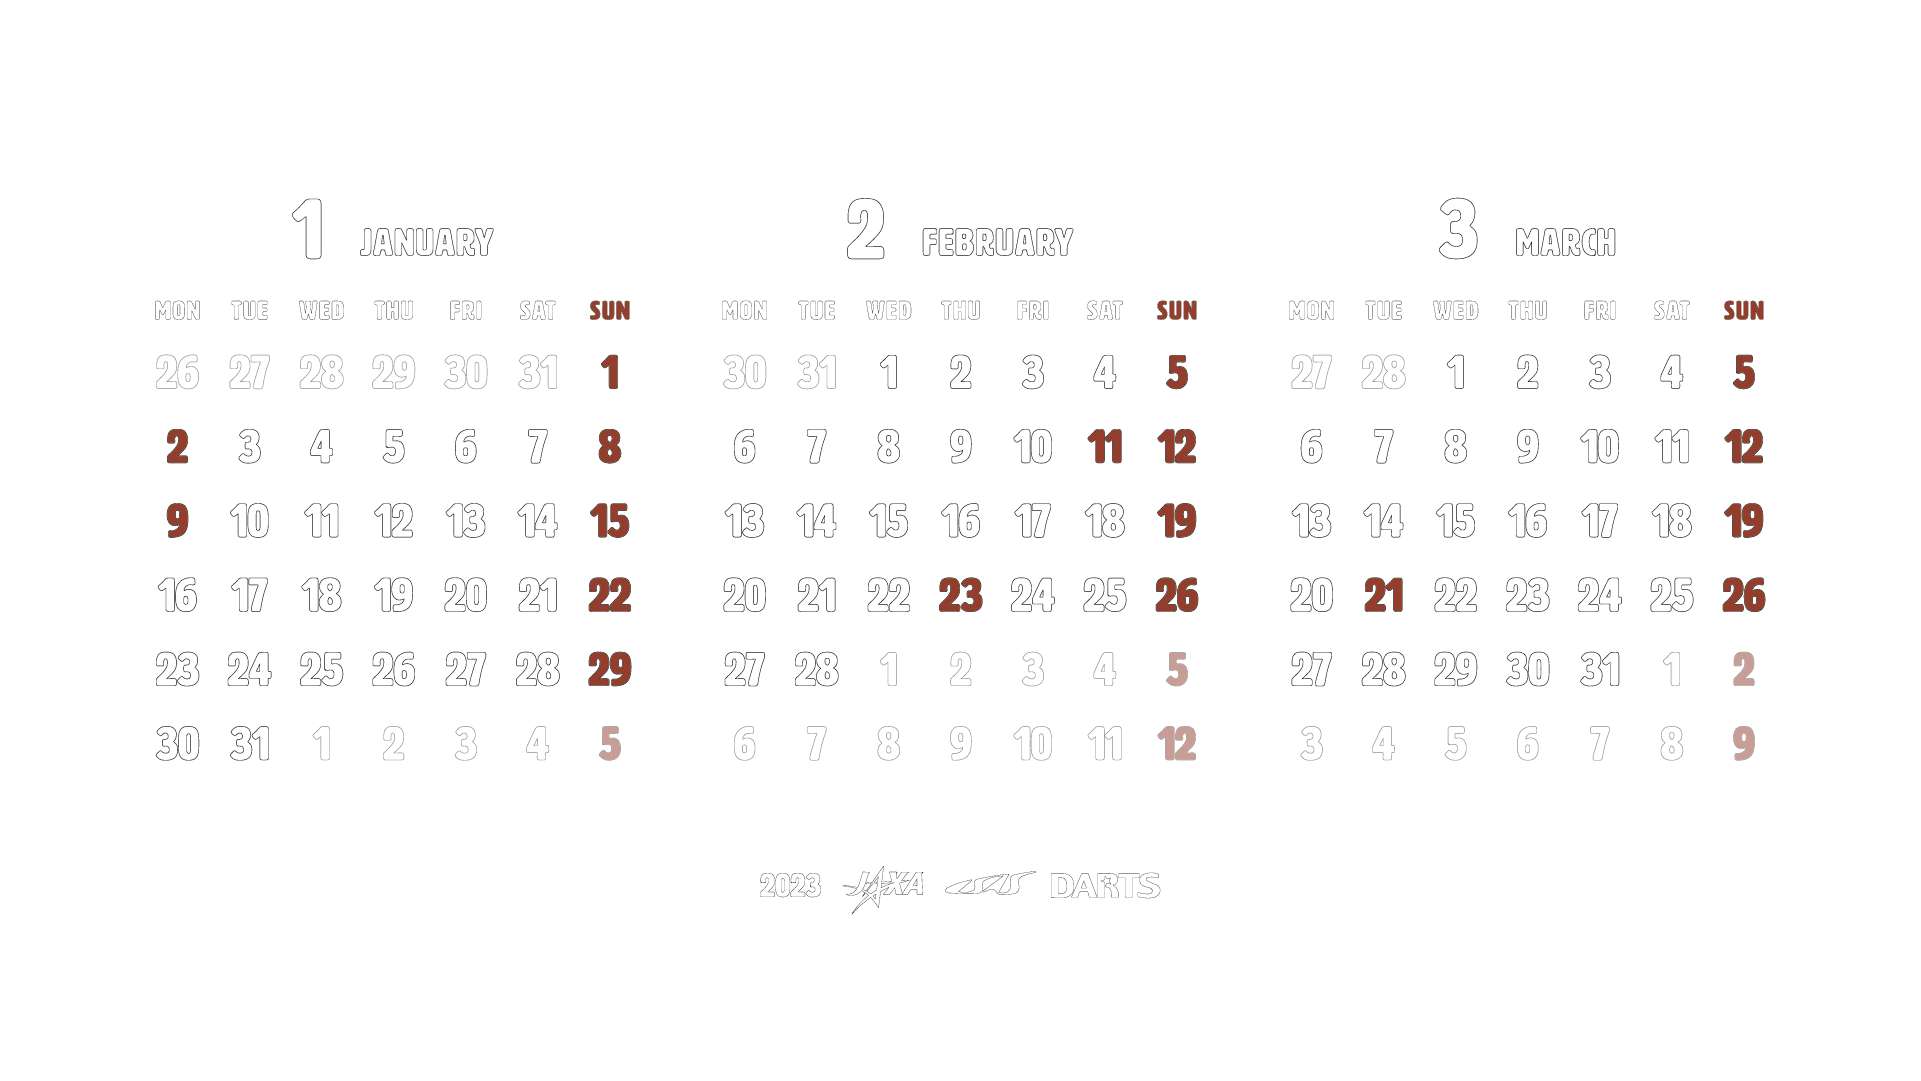 1 JANUARY
MON TUE WED THU FRI SAT SUN
26 27 28 29 30 31 1
2 3 4 5 6 7 8
9 10 11 12 13 14 15
16 17 18 19 20 21 22
23 24 25 26 27 28 29
30 31 1 2 3 4 5
2 FEBRUARY
MON TUE WED THU FRI SAT SUN
30 31 1 2 3 4 5
6 7 8 9 10 11 12
13 14 15 16 17 18 19
20 21 22 23 24 25 26
27 28 1 2 3 4 5
6 7 8 9 10 11 12
3 MARCH
MON TUE WED THU FRI SAT SUN
27 28 1 2 3 4 5
6 7 8 9 10 11 12
13 14 15 16 17 18 19
20 21 22 23 24 25 26
27 28 29 30 31 1 2
3 4 5 6 7 8 9
2023 JAXA ISAS DARTS